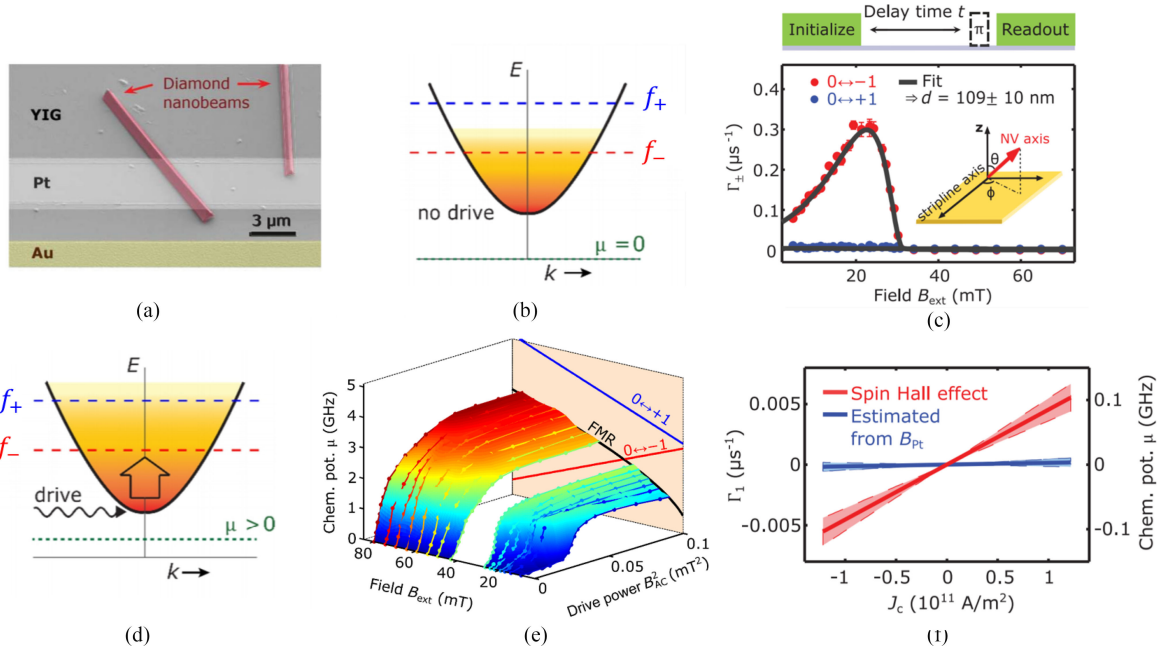 Diamond
nanobeams
YIG
Pt
3 μm
Au
(a)
E
f+
f−
no drive
μ = 0
k
(b)
Delay time t
Initialize
π
Readout
0↔−1
0↔+1
Fit
⇒ d = 109± 10 nm
0.4
0.3
0.2
0.1
0
Γ± (μs⁻¹)
z
NV axis
θ
ϕ
stripline axis
20
40
60
Field Bext (mT)
(c)
E
f+
f−
drive
μ > 0
k
(d)
5
4
3
2
1
0
Chem. pot. μ (GHz)
0↔+1
FMR
0↔−1
80
60
40
20
0
0.05
0.1
Field Bext (mT)
Drive power B²AC (mT²)
(e)
Spin Hall effect
Estimated
from BPt
0.005
0
-0.005
Γ1 (μs⁻¹)
0.1
0
-0.1
Chem. pot. μ (GHz)
-1
-0.5
0
0.5
1
Jc (10¹¹ A/m²)
(f)